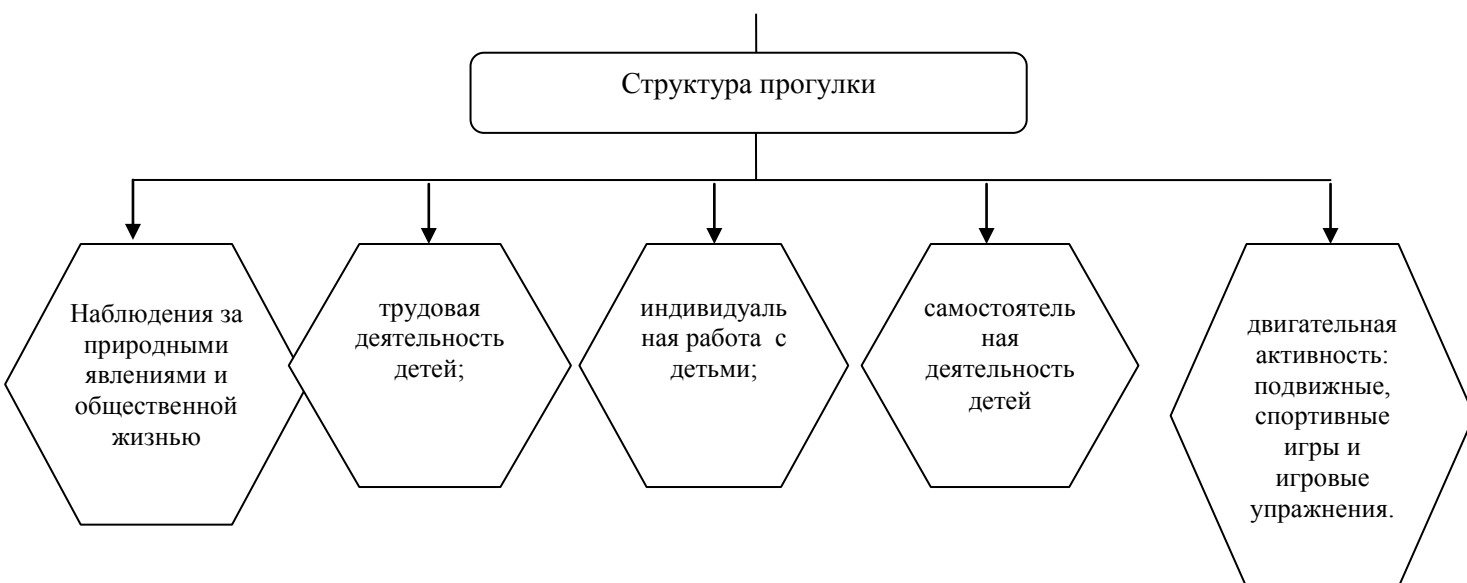 Структура прогулки
Наблюдения за
природными
явлениями и
общественной
жизнью
трудовая
деятельность
детей;
индивидуаль
ная работа с
детьми;
самостоятель
ная
деятельность
детей
двигательная
активность:
подвижные,
спортивные
игры и
игровые
упражнения.